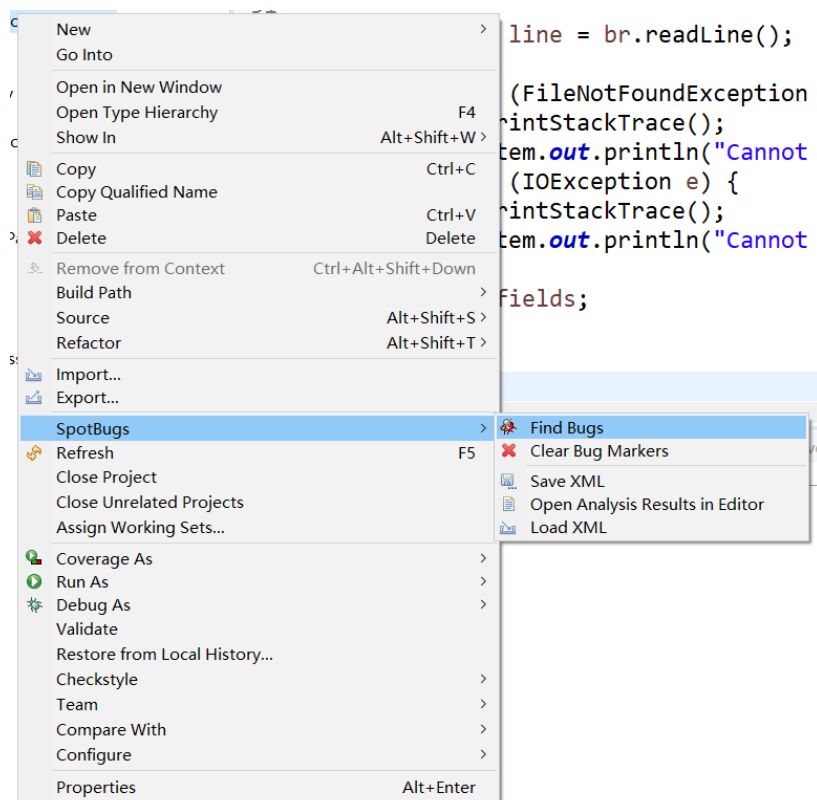 New
Go Into
Open in New Window
Open Type Hierarchy F4
Show In Alt+Shift+W
Copy Ctrl+C
Copy Qualified Name
Paste Ctrl+V
Delete Delete
Remove from Context Ctrl+Alt+Shift+Down
Build Path
Source Alt+Shift+S
Refactor Alt+Shift+T
Import...
Export...
SpotBugs
Refresh F5
Close Project
Close Unrelated Projects
Assign Working Sets...
Coverage As
Run As
Debug As
Validate
Restore from Local History...
Checkstyle
Team
Compare With
Configure
Properties Alt+Enter
Find Bugs
Clear Bug Markers
Save XML
Open Analysis Results in Editor
Load XML
line = br.readLine();
(FileNotFoundException
rintStackTrace();
tem.out.println("Cannot
(IOException e) {
rintStackTrace();
tem.out.println("Cannot
fields;